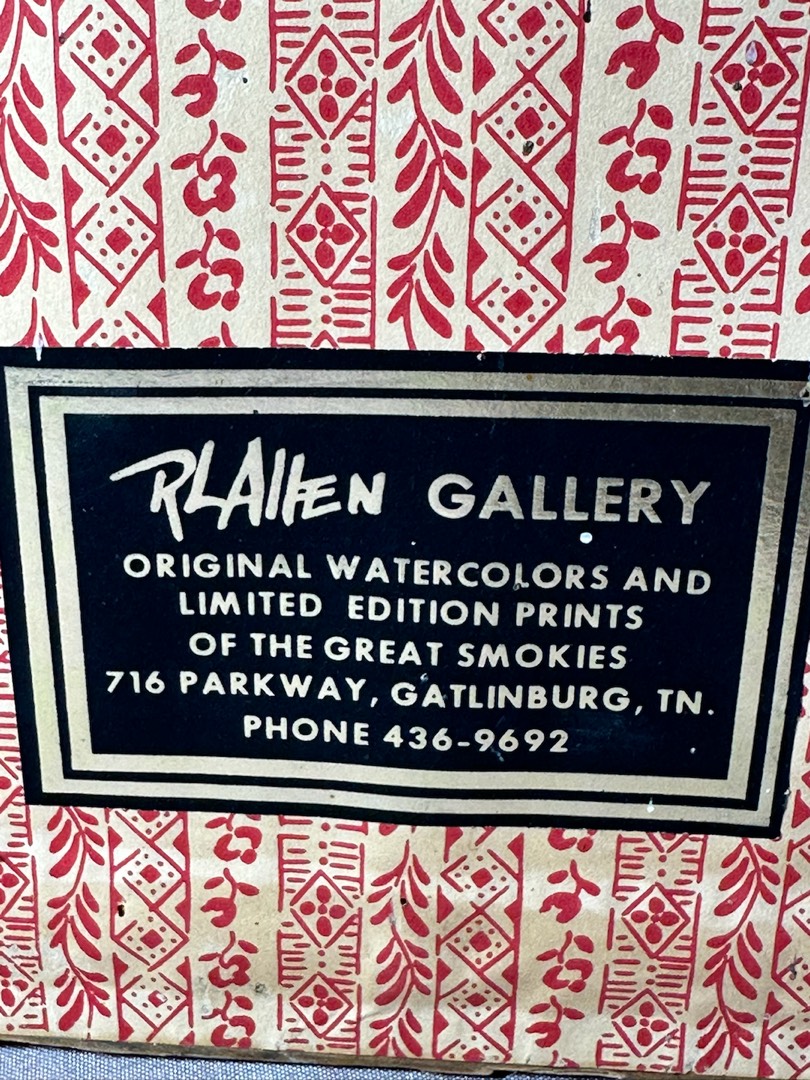 RLAllEN GALLERY
ORIGINAL WATERCOLORS AND
LIMITED EDITION PRINTS
OF THE GREAT SMOKIES
716 PARKWAY, GATLINBURG, TN.
PHONE 436-9692